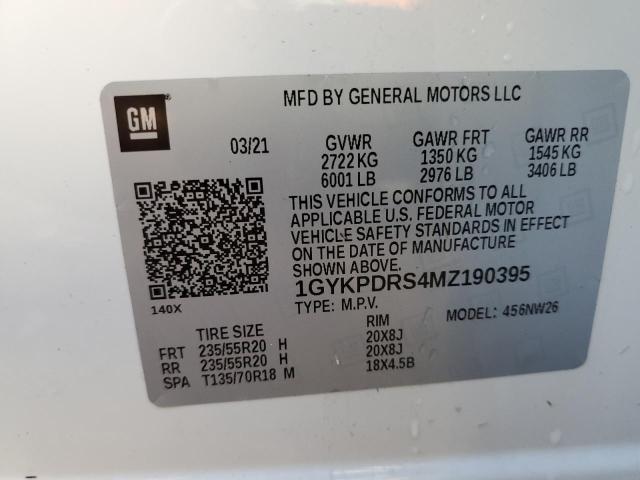 GM
MFD BY GENERAL MOTORS LLC
03/21
GVWR GAWR FRT GAWR RR
2722 KG 1350 KG 1545 KG
6001 LB 2976 LB 3406 LB
THIS VEHICLE CONFORMS TO ALL
APPLICABLE U.S. FEDERAL MOTOR
VEHICLE SAFETY STANDARDS IN EFFECT
ON THE DATE OF MANUFACTURE
SHOWN ABOVE.
1GYKPDRS4MZ190395
140X
TYPE: M.P.V. MODEL: 456NW26
TIRE SIZE RIM
FRT 235/55R20 H 20X8J
RR 235/55R20 H 20X8J
SPA T135/70R18 M 18X4.5B